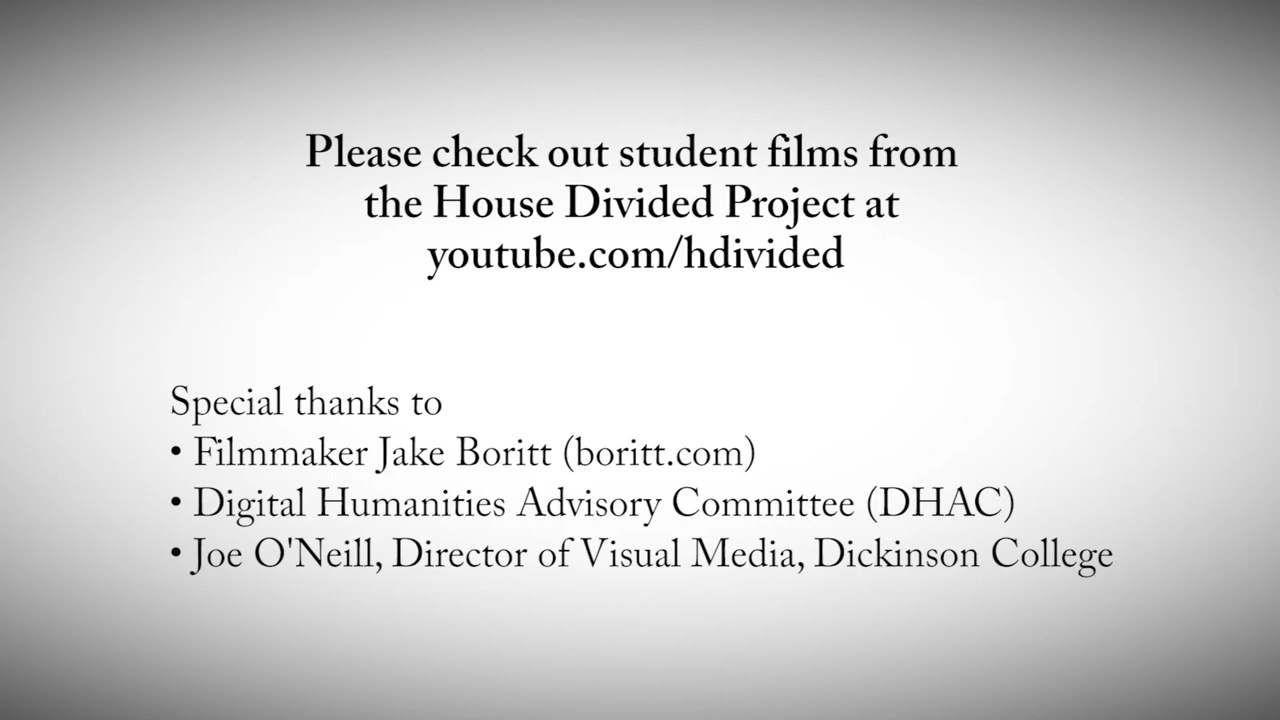 Please check out student films from
the House Divided Project at
youtube.com/hdivided
Special thanks to
• Filmmaker Jake Boritt (boritt.com)
• Digital Humanities Advisory Committee (DHAC)
• Joe O'Neill, Director of Visual Media, Dickinson College